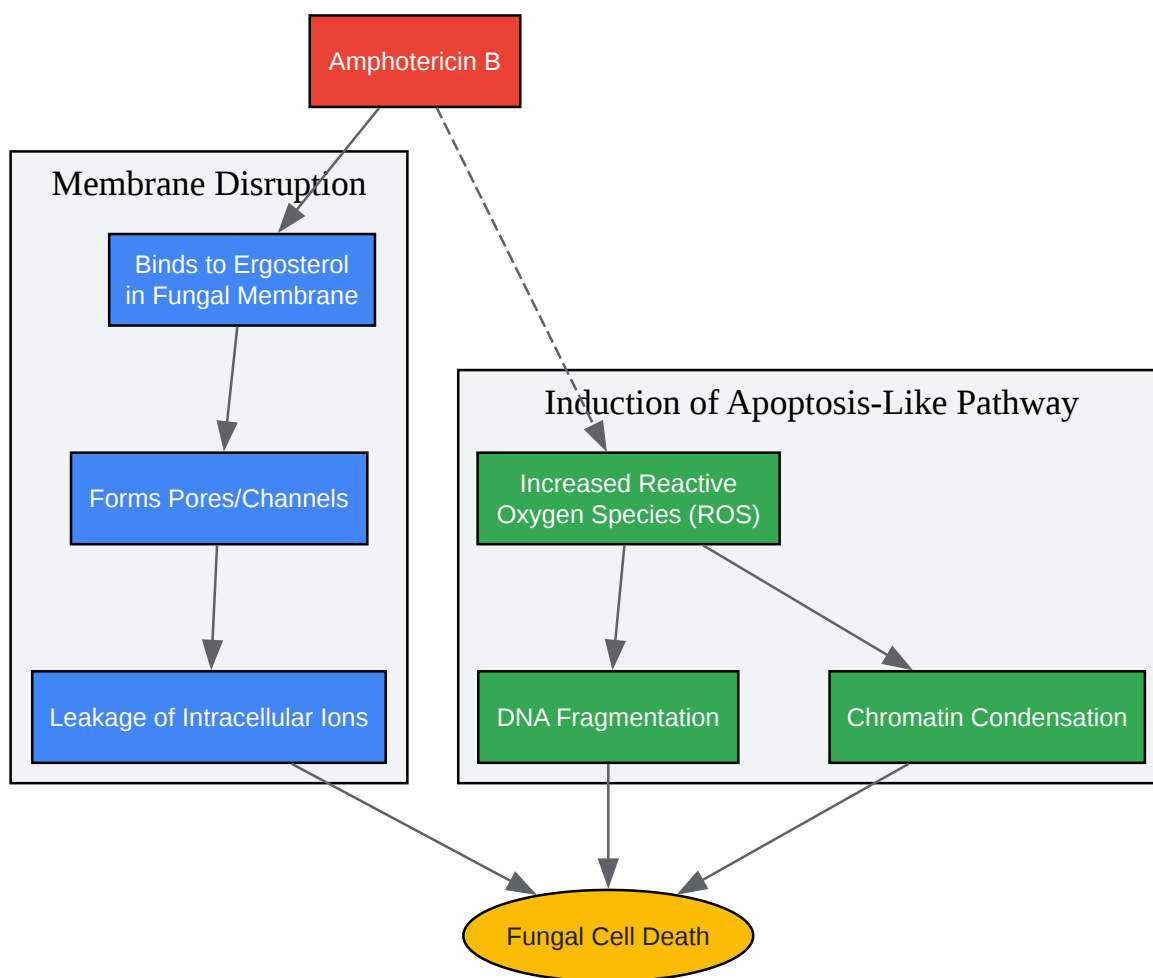 Amphotericin B
Membrane Disruption
Binds to Ergosterol
in Fungal Membrane
Forms Pores/Channels
Leakage of Intracellular Ions
Induction of Apoptosis-Like Pathway
Increased Reactive
Oxygen Species (ROS)
DNA Fragmentation
Chromatin Condensation
Fungal Cell Death